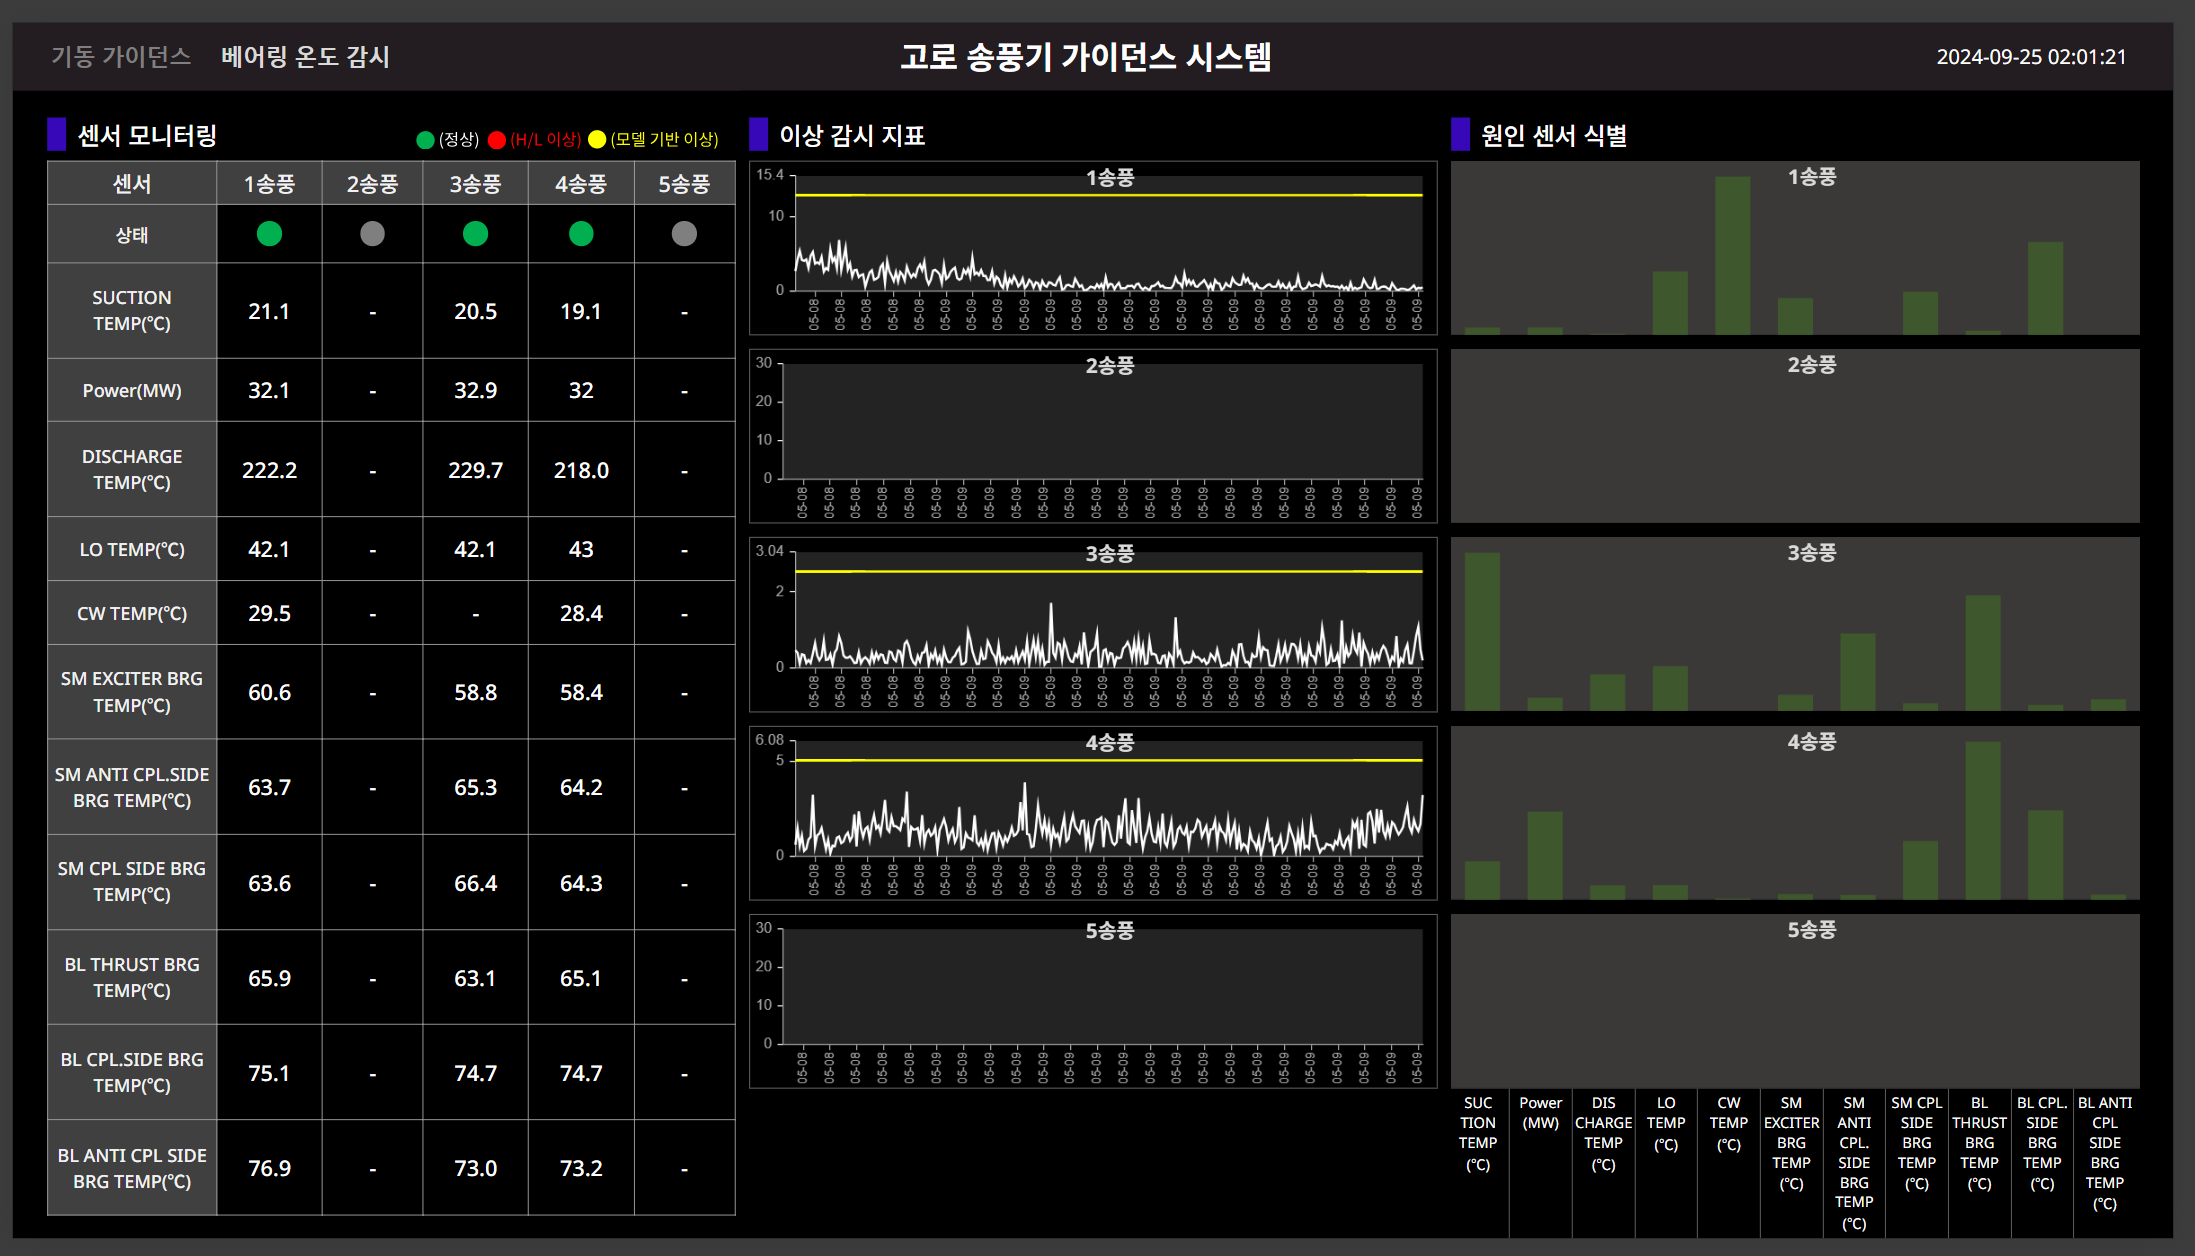 기동 가이던스 베어링 온도 감시
고로 송풍기 가이던스 시스템
2024-09-25 02:01:21
센서 모니터링
(정상) (H/L 이상) (모델 기반 이상)
센서 1송풍 2송풍 3송풍 4송풍 5송풍
상태
SUCTION
TEMP(℃) 21.1 - 20.5 19.1 -
Power(MW) 32.1 - 32.9 32 -
DISCHARGE
TEMP(℃) 222.2 - 229.7 218.0 -
LO TEMP(℃) 42.1 - 42.1 43 -
CW TEMP(℃) 29.5 - - 28.4 -
SM EXCITER BRG
TEMP(℃) 60.6 - 58.8 58.4 -
SM ANTI CPL.SIDE
BRG TEMP(℃) 63.7 - 65.3 64.2 -
SM CPL SIDE BRG
TEMP(℃) 63.6 - 66.4 64.3 -
BL THRUST BRG
TEMP(℃) 65.9 - 63.1 65.1 -
BL CPL.SIDE BRG
TEMP(℃) 75.1 - 74.7 74.7 -
BL ANTI CPL SIDE
BRG TEMP(℃) 76.9 - 73.0 73.2 -
이상 감시 지표
1송풍
15.4
10
0
05-08 05-08 05-08 05-08 05-08 05-09 05-09 05-09 05-09 05-09 05-09 05-09 05-09 05-09 05-09 05-09 05-09 05-09 05-09 05-09 05-09 05-09 05-09 05-09
2송풍
30
20
10
0
05-08 05-08 05-08 05-08 05-08 05-09 05-09 05-09 05-09 05-09 05-09 05-09 05-09 05-09 05-09 05-09 05-09 05-09 05-09 05-09 05-09 05-09 05-09 05-09
3송풍
3.04
2
0
05-08 05-08 05-08 05-08 05-08 05-09 05-09 05-09 05-09 05-09 05-09 05-09 05-09 05-09 05-09 05-09 05-09 05-09 05-09 05-09 05-09 05-09 05-09 05-09
4송풍
6.08
5
0
05-08 05-08 05-08 05-08 05-08 05-09 05-09 05-09 05-09 05-09 05-09 05-09 05-09 05-09 05-09 05-09 05-09 05-09 05-09 05-09 05-09 05-09 05-09 05-09
5송풍
30
20
10
0
05-08 05-08 05-08 05-08 05-08 05-09 05-09 05-09 05-09 05-09 05-09 05-09 05-09 05-09 05-09 05-09 05-09 05-09 05-09 05-09 05-09 05-09 05-09 05-09
원인 센서 식별
1송풍
2송풍
3송풍
4송풍
5송풍
SUC
TION
TEMP
(℃)
Power
(MW)
DIS
CHARGE
TEMP
(℃)
LO
TEMP
(℃)
CW
TEMP
(℃)
SM
EXCITER
BRG
TEMP
(℃)
SM
ANTI
CPL.
SIDE
BRG
TEMP
(℃)
SM CPL
SIDE
BRG
TEMP
(℃)
BL
THRUST
BRG
TEMP
(℃)
BL CPL.
SIDE
BRG
TEMP
(℃)
BL ANTI
CPL
SIDE
BRG
TEMP
(℃)